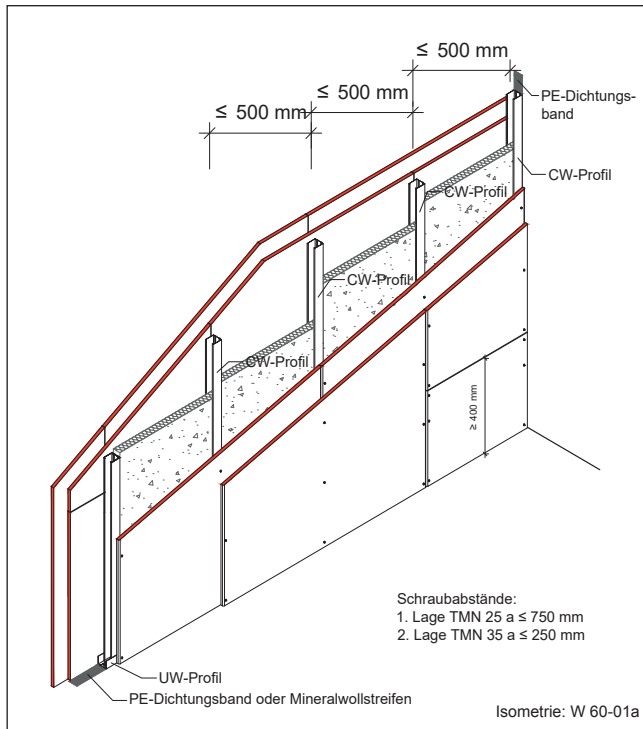 ≤ 500 mm
≤ 500 mm
≤ 500 mm
PE-Dichtungs-
band
CW-Profil
CW-Profil
CW-Profil
CW-Profil
≥ 400 mm
Schraubabstände:
1. Lage TMN 25 a ≤ 750 mm
2. Lage TMN 35 a ≤ 250 mm
UW-Profil
PE-Dichtungsband oder Mineralwollstreifen
Isometrie: W 60-01a